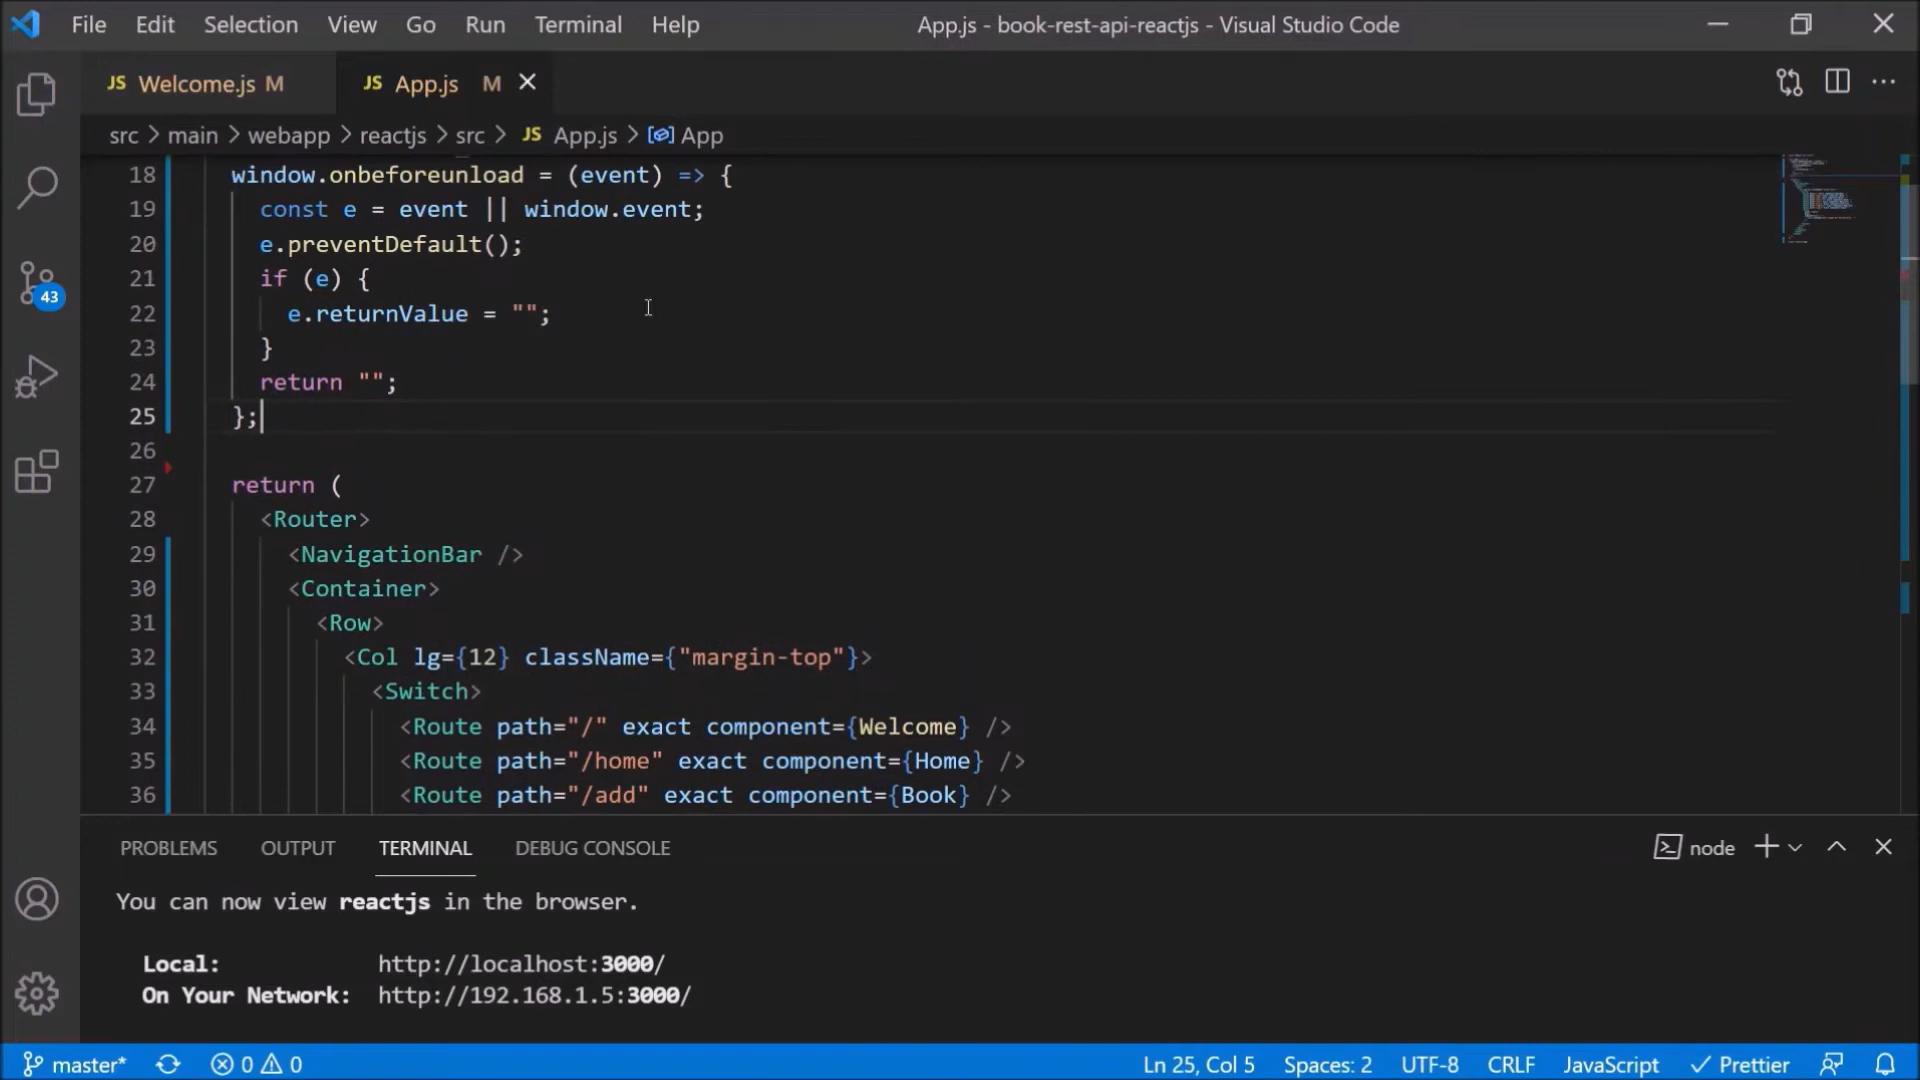 File Edit Selection View Go Run Terminal Help App.js - book-rest-api-reactjs - Visual Studio Code
JS Welcome.js M JS App.js M
src > main > webapp > reactjs > src > JS App.js > App
18 window.onbeforeunload = (event) => {
19 const e = event || window.event;
20 e.preventDefault();
21 if (e) {
22 e.returnValue = "";
23 }
24 return "";
25 };
26
27 return (
28 <Router>
29 <NavigationBar />
30 <Container>
31 <Row>
32 <Col lg={12} className={"margin-top"}>
33 <Switch>
34 <Route path="/" exact component={Welcome} />
35 <Route path="/home" exact component={Home} />
36 <Route path="/add" exact component={Book} />
43
PROBLEMS OUTPUT TERMINAL DEBUG CONSOLE node
You can now view reactjs in the browser.
Local: http://localhost:3000/
On Your Network: http://192.168.1.5:3000/
master* 0 0 Ln 25, Col 5 Spaces: 2 UTF-8 CRLF JavaScript Prettier